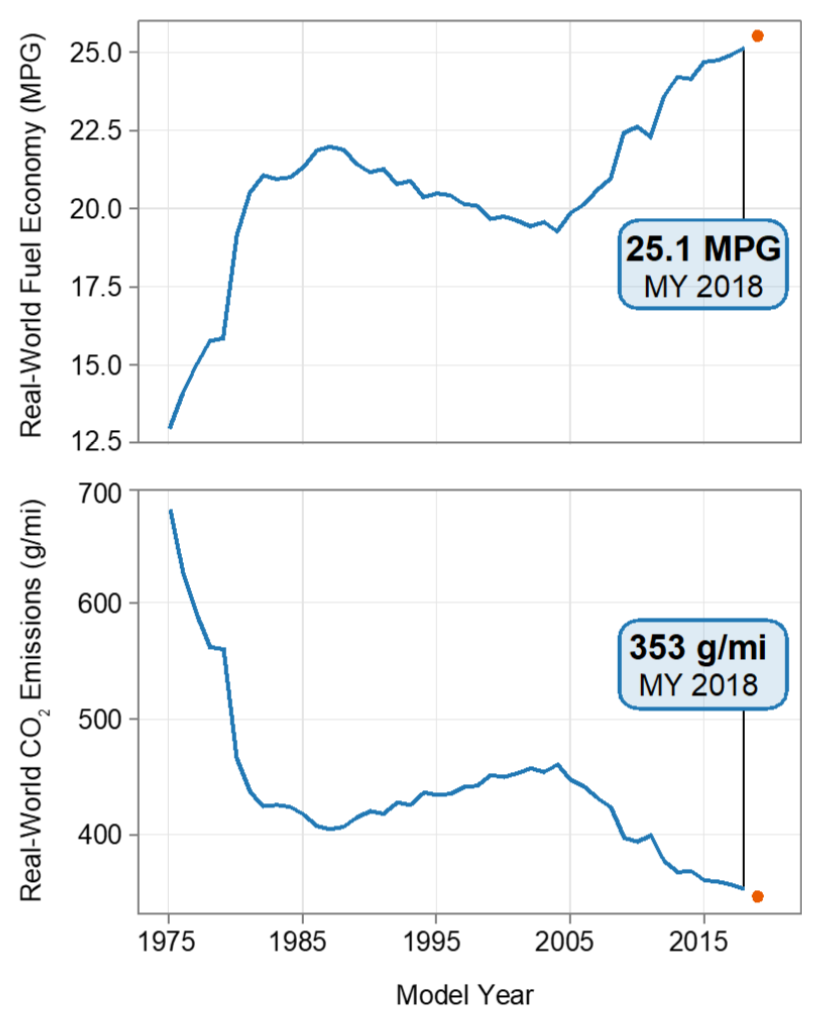 Real-World Fuel Economy (MPG)
25.0
22.5
20.0
17.5
15.0
12.5
25.1 MPG
MY 2018
Real-World CO₂ Emissions (g/mi)
700
600
500
400
353 g/mi
MY 2018
1975 1985 1995 2005 2015
Model Year